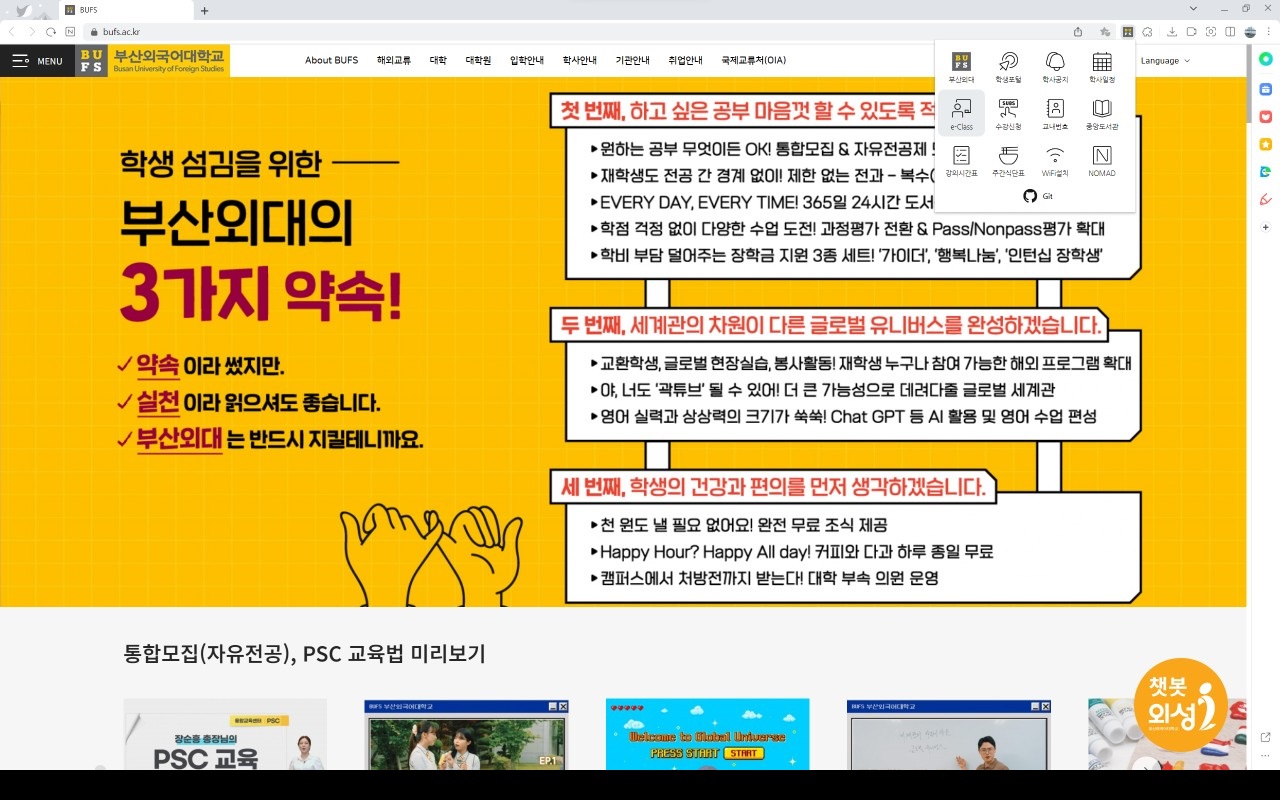 BUFS
bufs.ac.kr
MENU
BU
FS
부산외국어대학교
Busan University of Foreign Studies
About BUFS
해외교류
대학
대학원
입학안내
학사안내
기관안내
취업안내
국제교류처(OIA)
Language
부산외대
학생포털
학사공지
학사일정
e-Class
수강신청
교내번호
중앙도서관
강의시간표
주간식단표
WiFi설치
NOMAD
Git
학생 섬김을 위한
부산외대의
3가지 약속!
약속 이라 썼지만.
실천 이라 읽으셔도 좋습니다.
부산외대 는 반드시 지킬테니까요.
첫 번째, 하고 싶은 공부 마음껏 할 수 있도록 적
원하는 공부 무엇이든 OK! 통합모집 & 자유전공제
재학생도 전공 간 경계 없이! 제한 없는 전과 – 복수
EVERY DAY, EVERY TIME! 365일 24시간 도서
학점 걱정 없이 다양한 수업 도전! 과정평가 전환 & Pass/Nonpass평가 확대
학비 부담 덜어주는 장학금 지원 3종 세트! ‘가이더’, ‘행복나눔’, ‘인턴십 장학생’
두 번째, 세계관의 차원이 다른 글로벌 유니버스를 완성하겠습니다.
교환학생, 글로벌 현장실습, 봉사활동! 재학생 누구나 참여 가능한 해외 프로그램 확대
야, 너도 ‘곽튜브’ 될 수 있어! 더 큰 가능성으로 데려다줄 글로벌 세계관
영어 실력과 상상력의 크기가 쑥쑥! Chat GPT 등 AI 활용 및 영어 수업 편성
세 번째, 학생의 건강과 편의를 먼저 생각하겠습니다.
천 원도 낼 필요 없어요! 완전 무료 조식 제공
Happy Hour? Happy All day! 커피와 다과 하루 종일 무료
캠퍼스에서 처방전까지 받는다! 대학 부속 의원 운영
통합모집(자유전공), PSC 교육법 미리보기
챗봇
외성i
중앙교육센터 PSC
장순흥 총장님의
PSC 교육
BUFS 부산외국어대학교
EP.1
Welcome to Global Universe
PRESS START START
BUFS 부산외국어대학교